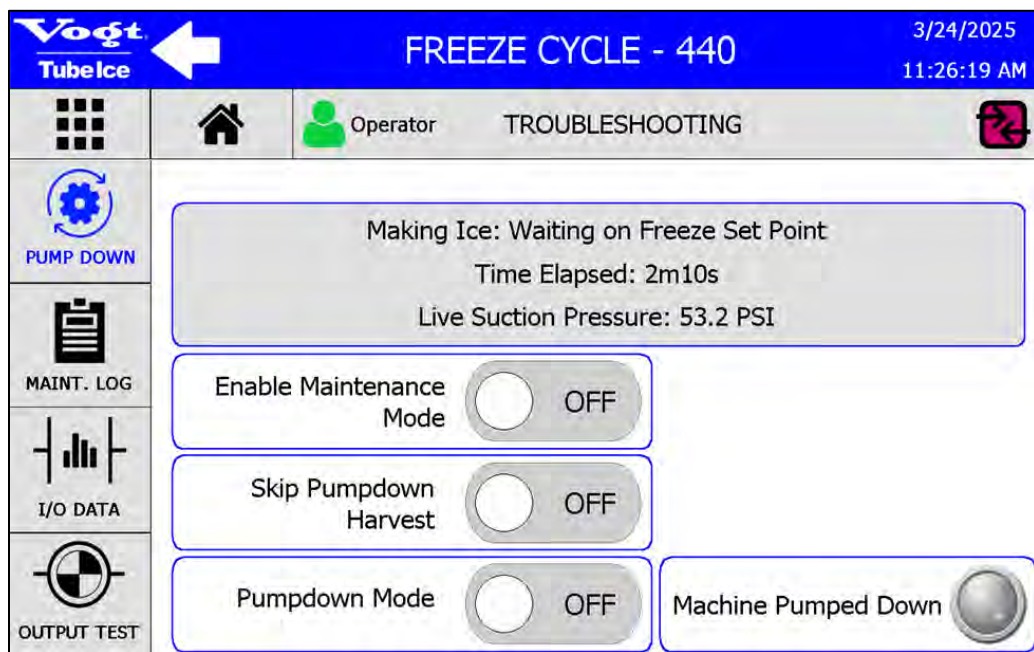 Vogt
Tube Ice
FREEZE CYCLE - 440
3/24/2025
11:26:19 AM
Operator
TROUBLESHOOTING
PUMP DOWN
MAINT. LOG
I/O DATA
OUTPUT TEST
Making Ice: Waiting on Freeze Set Point
Time Elapsed: 2m10s
Live Suction Pressure: 53.2 PSI
Enable Maintenance
Mode
OFF
Skip Pumpdown
Harvest
OFF
Pumpdown Mode
OFF
Machine Pumped Down